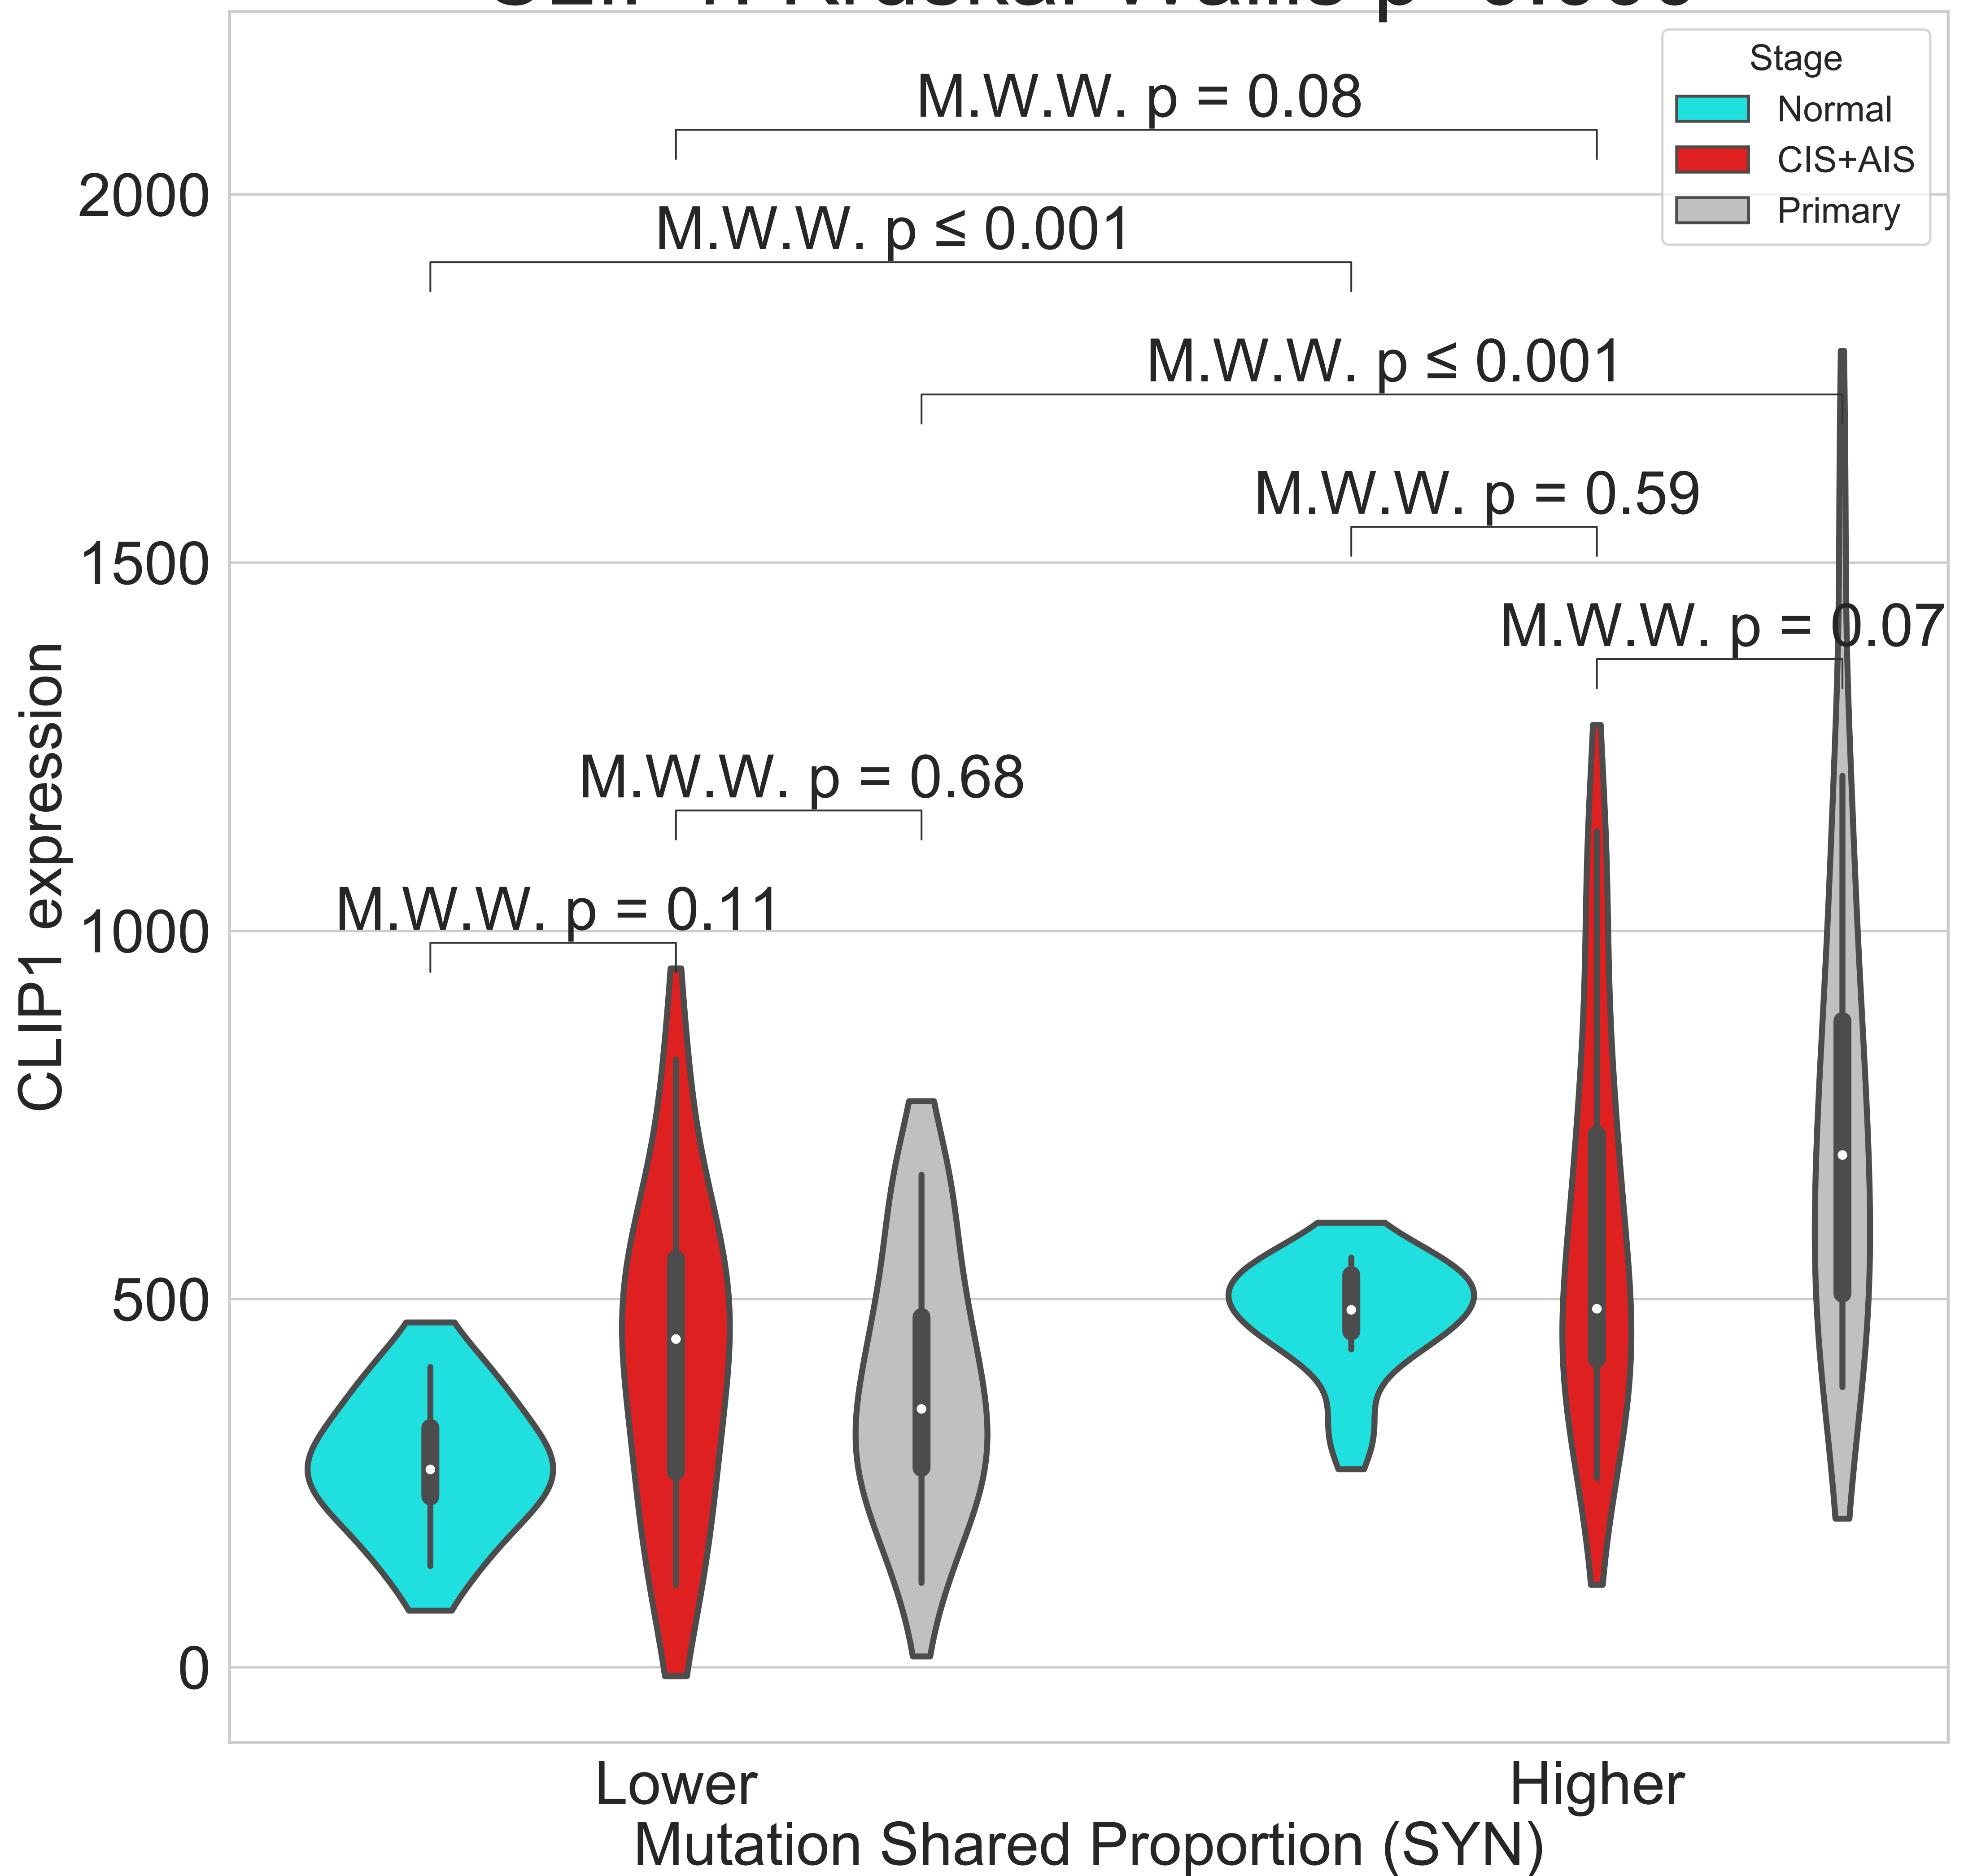 Stage
Normal
CIS+AIS
Primary
M.W.W. p = 0.08
M.W.W. p ≤ 0.001
M.W.W. p ≤ 0.001
M.W.W. p = 0.59
M.W.W. p = 0.07
M.W.W. p = 0.68
M.W.W. p = 0.11
2000
1500
1000
500
0
CLIP1 expression
Lower
Higher
Mutation Shared Proportion (SYN)